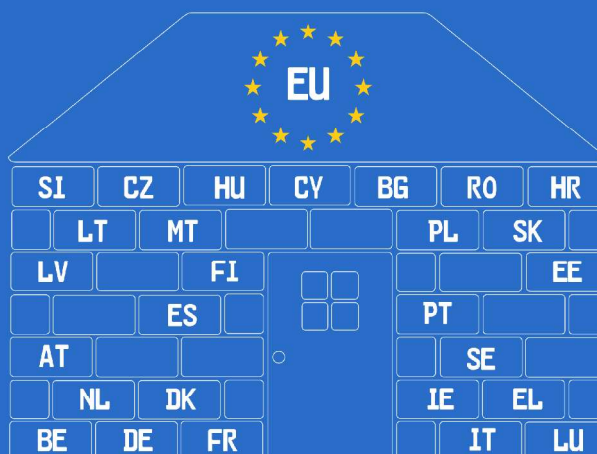 EU
SI CZ HU CY BG RO HR
LT MT PL SK
LV FI EE
ES PT
AT SE
NL DK IE EL
BE DE FR IT LU